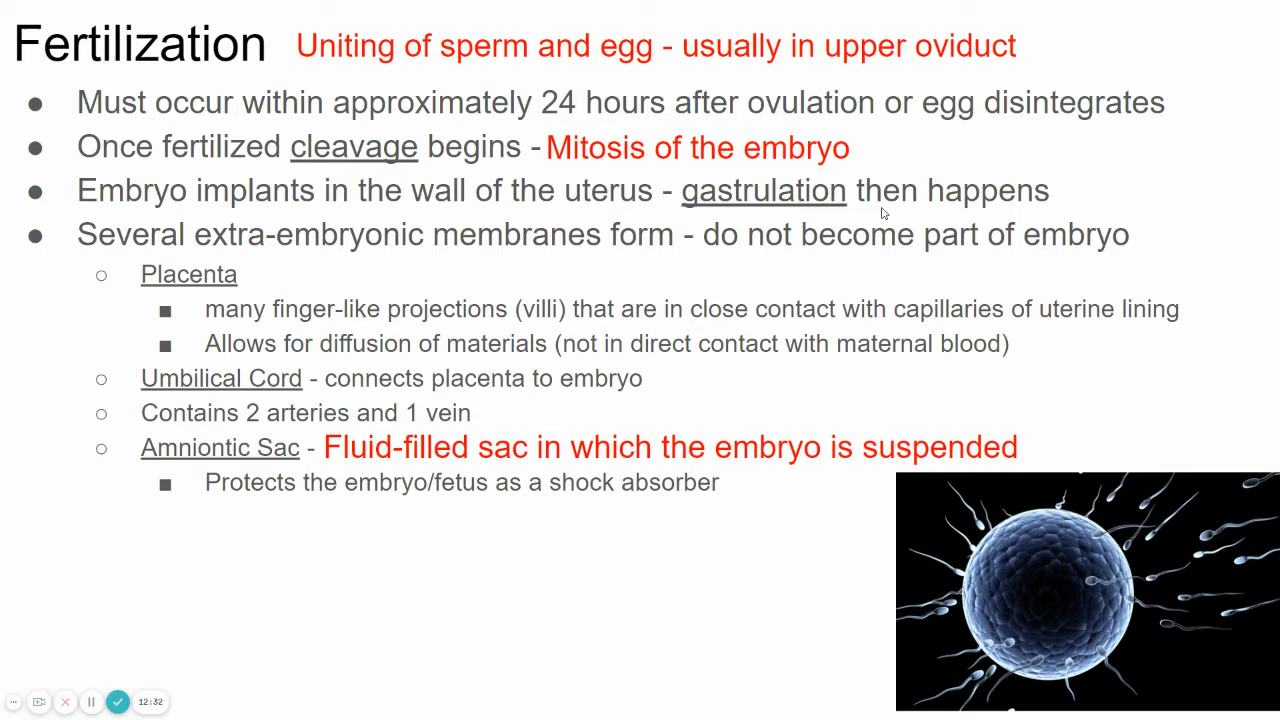 Fertilization Uniting of sperm and egg - usually in upper oviduct
● Must occur within approximately 24 hours after ovulation or egg disintegrates
● Once fertilized cleavage begins - Mitosis of the embryo
● Embryo implants in the wall of the uterus - gastrulation then happens
● Several extra-embryonic membranes form - do not become part of embryo
○ Placenta
■ many finger-like projections (villi) that are in close contact with capillaries of uterine lining
■ Allows for diffusion of materials (not in direct contact with maternal blood)
○ Umbilical Cord - connects placenta to embryo
○ Contains 2 arteries and 1 vein
○ Amniontic Sac - Fluid-filled sac in which the embryo is suspended
■ Protects the embryo/fetus as a shock absorber
12:32